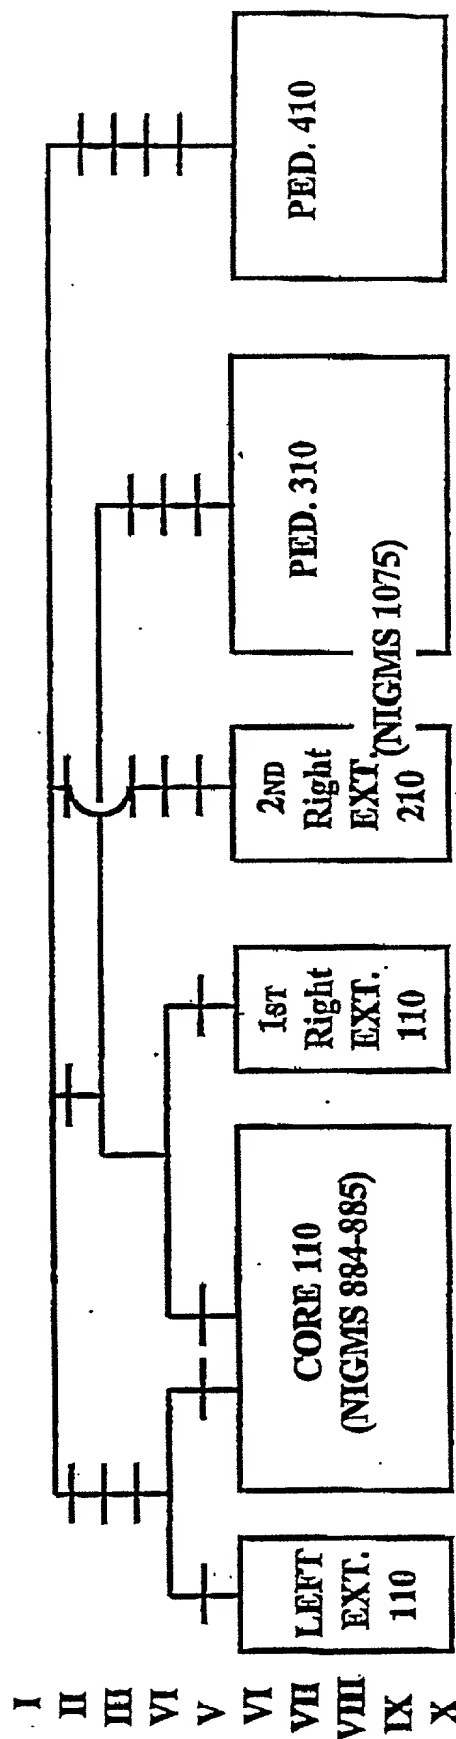 I
II
III
VI
V
VI
VII
VIII
IX
X
LEFT
EXT.
110
CORE 110
(NIGMS 884-885)
1ST
Right
EXT.
110
2ND
Right
EXT.
210
(NIGMS 1075)
PED. 310
PED. 410